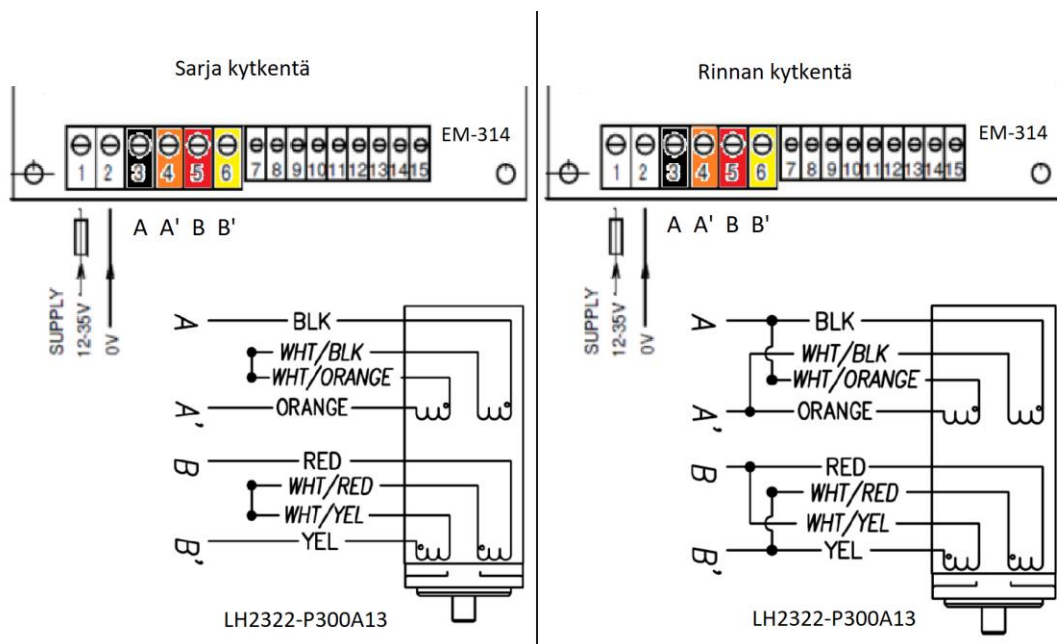 Sarja kytkentä
EM-314
1 2 3 4 5 6 7 8 9 10 11 12 13 14 15
A A' B B'
SUPPLY
12-35V
0V
A BLK
WHT/BLK
WHT/ORANGE
A' ORANGE
B RED
WHT/RED
WHT/YEL
B' YEL
LH2322-P300A13
Rinnan kytkentä
EM-314
1 2 3 4 5 6 7 8 9 10 11 12 13 14 15
A A' B B'
SUPPLY
12-35V
0V
A BLK
WHT/BLK
WHT/ORANGE
A' ORANGE
B RED
WHT/RED
WHT/YEL
B' YEL
LH2322-P300A13